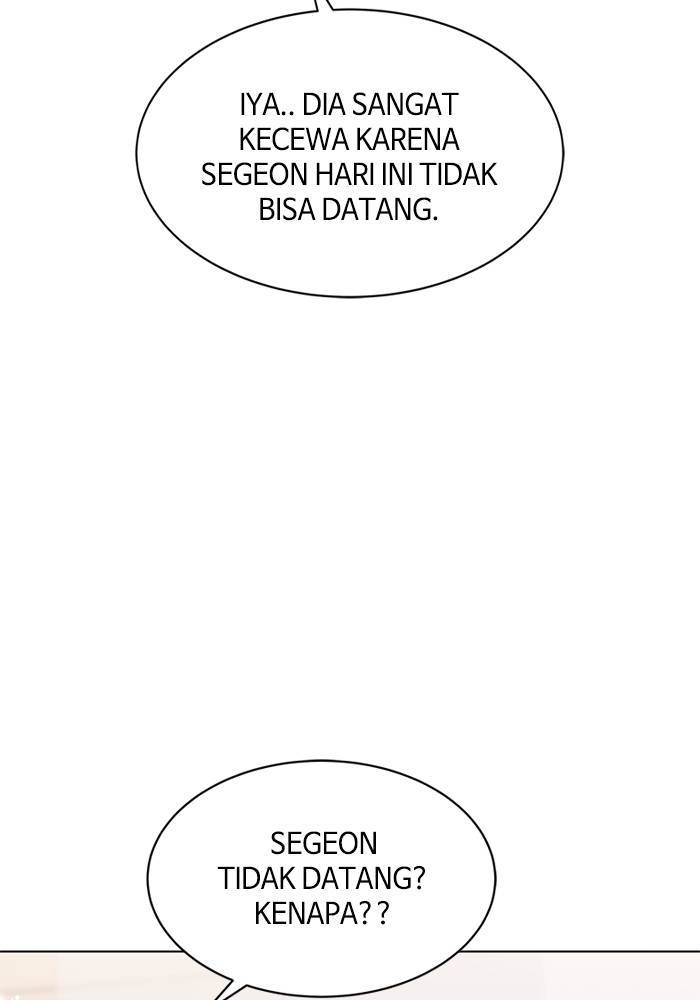 IYA.. DIA SANGAT
KECEWA KARENA
SEGEON HARI INI TIDAK
BISA DATANG.
SEGEON
TIDAK DATANG?
KENAPA??